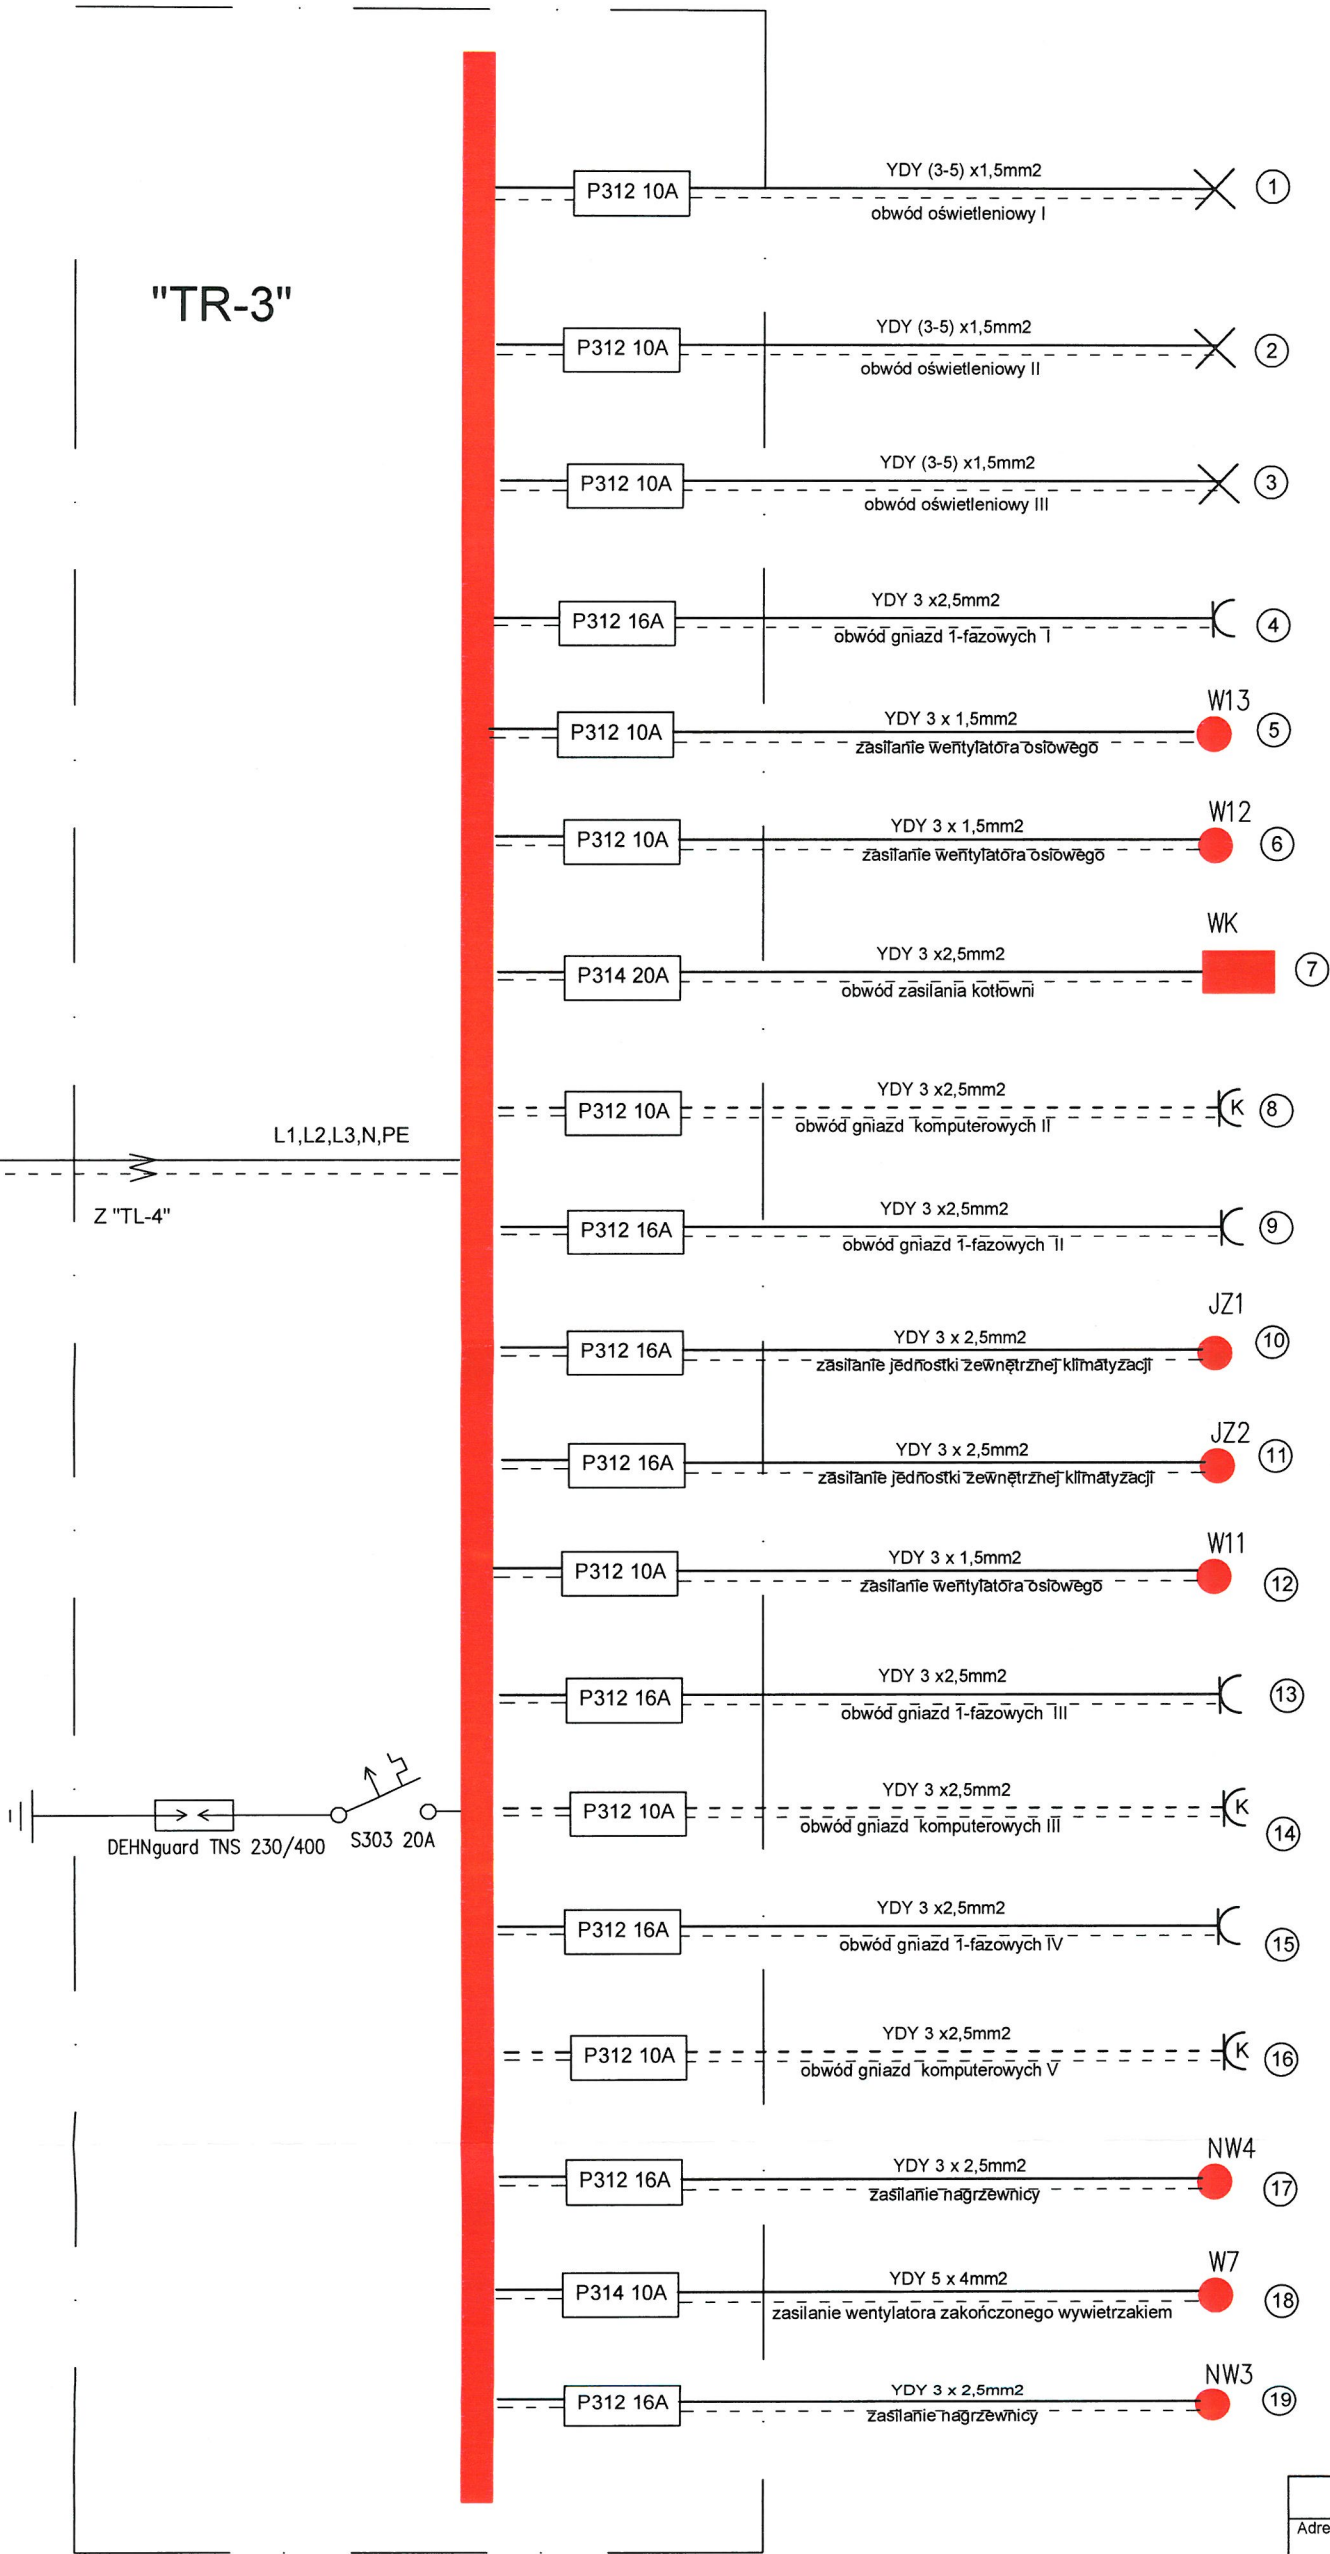 "TR-3"
P312 10A
YDY (3-5) x1,5mm2
obwód oświetleniowy I
1
P312 10A
YDY (3-5) x1,5mm2
obwód oświetleniowy II
2
P312 10A
YDY (3-5) x1,5mm2
obwód oświetleniowy III
3
P312 16A
YDY 3 x2,5mm2
obwód gniazd 1-fazowych I
4
P312 10A
YDY 3 x 1,5mm2
zasilanie wentylatora osiowego
W13
5
P312 10A
YDY 3 x 1,5mm2
zasilanie wentylatora osiowego
W12
6
P314 20A
YDY 3 x2,5mm2
obwód zasilania kotłowni
WK
7
P312 10A
YDY 3 x2,5mm2
obwód gniazd komputerowych II
K
8
L1,L2,L3,N,PE
Z "TL-4"
P312 16A
YDY 3 x2,5mm2
obwód gniazd 1-fazowych II
9
P312 16A
YDY 3 x 2,5mm2
zasilanie jednostki zewnętrznej klimatyzacji
JZ1
10
P312 16A
YDY 3 x 2,5mm2
zasilanie jednostki zewnętrznej klimatyzacji
JZ2
11
P312 10A
YDY 3 x 1,5mm2
zasilanie wentylatora osiowego
W11
12
P312 16A
YDY 3 x2,5mm2
obwód gniazd 1-fazowych III
13
DEHNguard TNS 230/400
S303 20A
P312 10A
YDY 3 x2,5mm2
obwód gniazd komputerowych III
K
14
P312 16A
YDY 3 x2,5mm2
obwód gniazd 1-fazowych IV
15
P312 10A
YDY 3 x2,5mm2
obwód gniazd komputerowych V
K
16
P312 16A
YDY 3 x 2,5mm2
zasilanie nagrzewnicy
NW4
17
P314 10A
YDY 5 x 4mm2
zasilanie wentylatora zakończonego wywietrzakiem
W7
18
P312 16A
YDY 3 x 2,5mm2
zasilanie nagrzewnicy
NW3
19
Adre